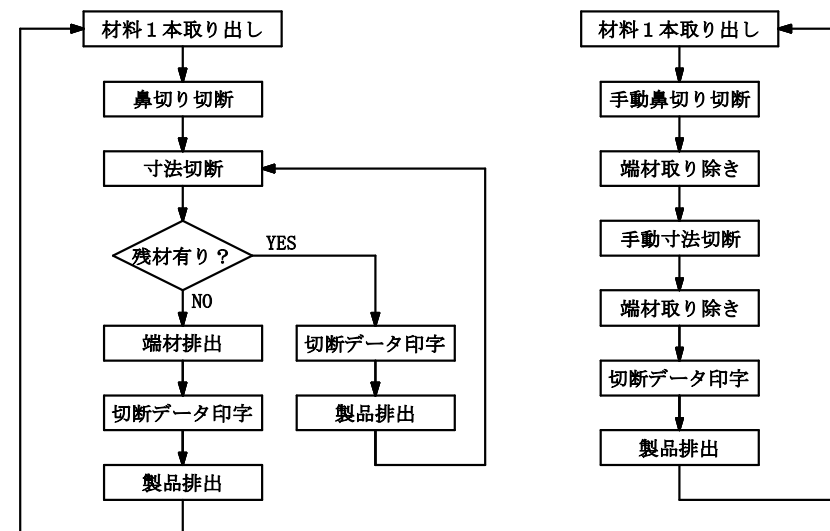 材料１本取り出し
鼻切り切断
寸法切断
残材有り？
YES
NO
端材排出
切断データ印字
製品排出
切断データ印字
製品排出
材料１本取り出し
手動鼻切り切断
端材取り除き
手動寸法切断
端材取り除き
切断データ印字
製品排出